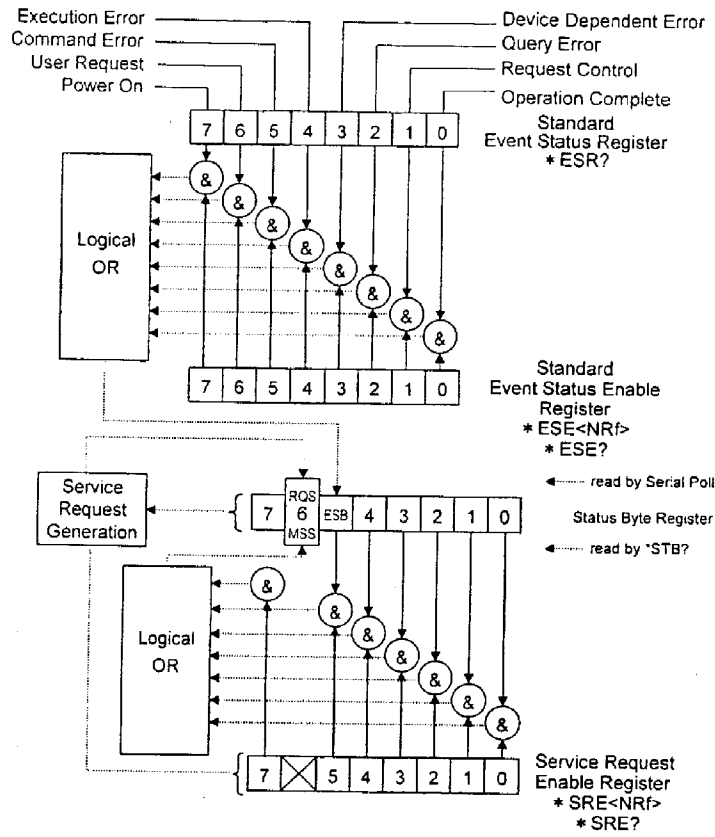 Execution Error
Command Error
User Request
Power On
Device Dependent Error
Query Error
Request Control
Operation Complete
7 6 5 4 3 2 1 0
Standard
Event Status Register
* ESR?
Logical
OR
&
&
&
&
&
&
&
&
7 6 5 4 3 2 1 0
Standard
Event Status Enable
Register
* ESE<NRf>
* ESE?
Service
Request
Generation
7 RQS 6 MSS ESB 4 3 2 1 0
read by Serial Poll
Status Byte Register
read by *STB?
Logical
OR
&
&
&
&
&
&
&
7 5 4 3 2 1 0
Service Request
Enable Register
* SRE<NRf>
* SRE?